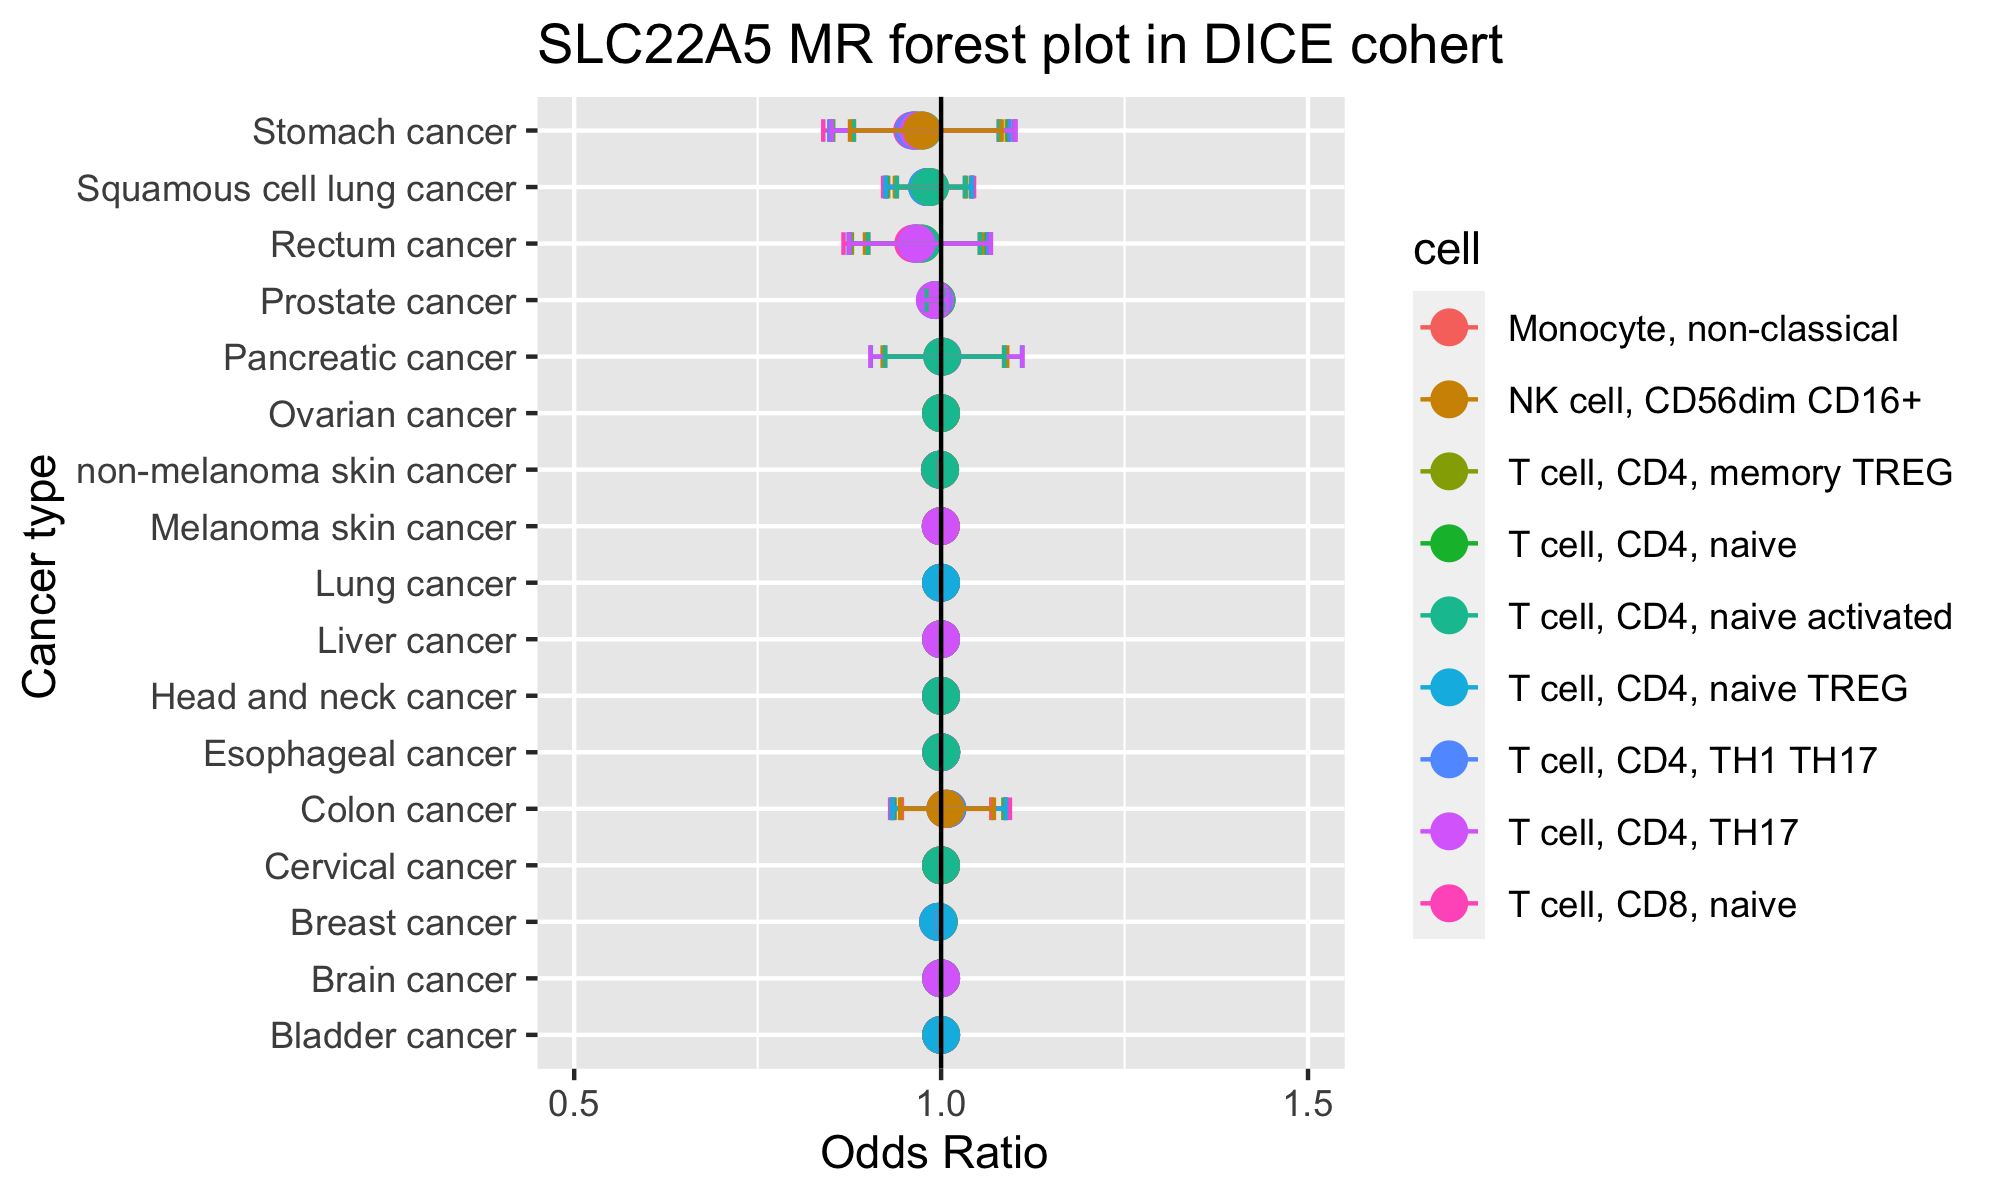 SLC22A5 MR forest plot in DICE cohert
Cancer type
Stomach cancer
Squamous cell lung cancer
Rectum cancer
Prostate cancer
Pancreatic cancer
Ovarian cancer
non-melanoma skin cancer
Melanoma skin cancer
Lung cancer
Liver cancer
Head and neck cancer
Esophageal cancer
Colon cancer
Cervical cancer
Breast cancer
Brain cancer
Bladder cancer
0.5 1.0 1.5
Odds Ratio
cell
Monocyte, non-classical
NK cell, CD56dim CD16+
T cell, CD4, memory TREG
T cell, CD4, naive
T cell, CD4, naive activated
T cell, CD4, naive TREG
T cell, CD4, TH1 TH17
T cell, CD4, TH17
T cell, CD8, naive